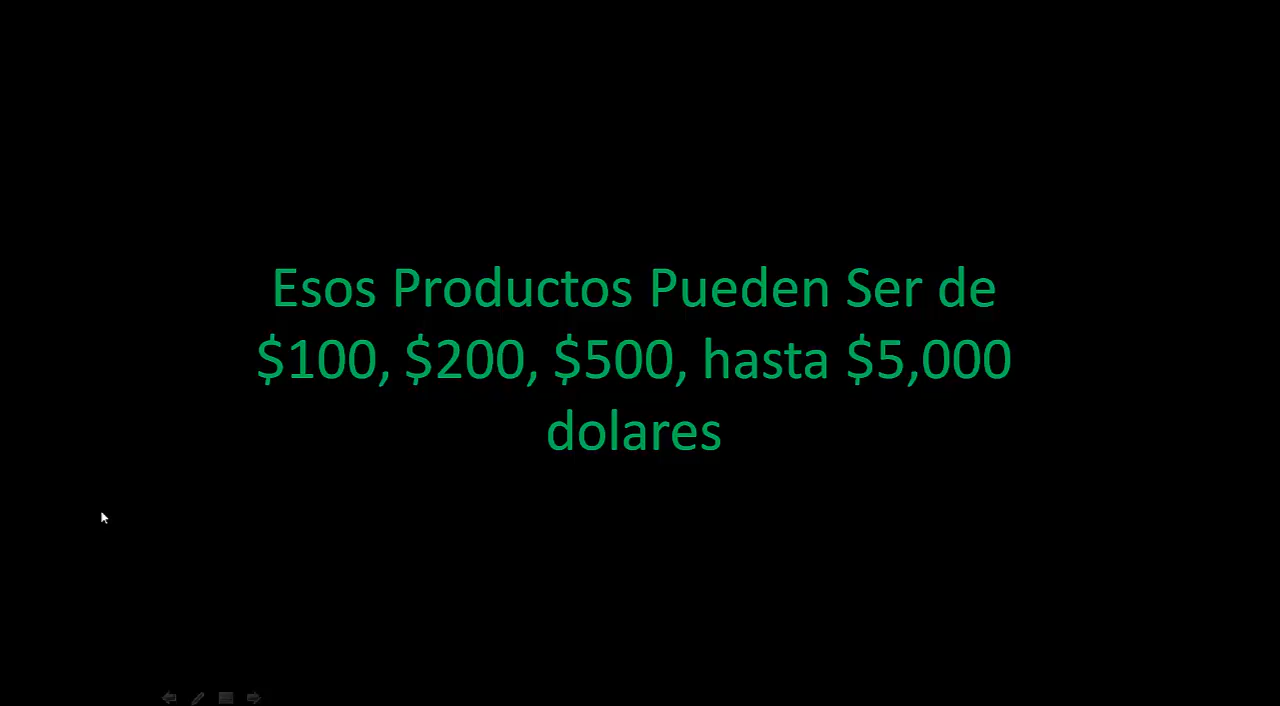 Esos Productos Pueden Ser de
$100, $200, $500, hasta $5,000
dolares